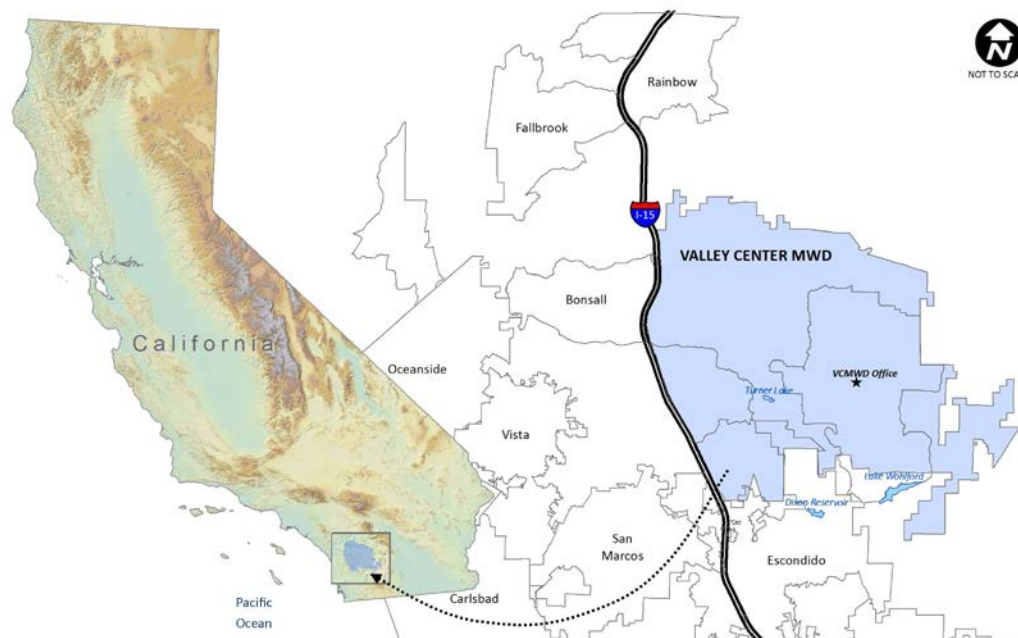 N
NOT TO SCA
Rainbow
Fallbrook
I-15
VALLEY CENTER MWD
Bonsall
California
Oceanside
VCMWD Office
Turner Lake
Vista
Lake Wohlford
Dixon Reservoir
San
Marcos
Escondido
Carlsbad
Pacific
Ocean